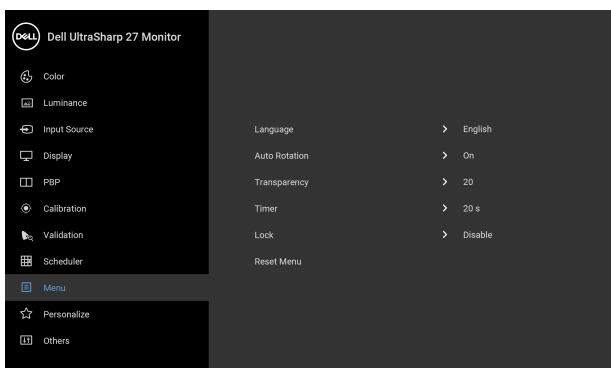 DELL Dell UltraSharp 27 Monitor
Color
Luminance
Input Source
Display
PBP
Calibration
Validation
Scheduler
Menu
Personalize
Others
Language > English
Auto Rotation > On
Transparency > 20
Timer > 20 s
Lock > Disable
Reset Menu